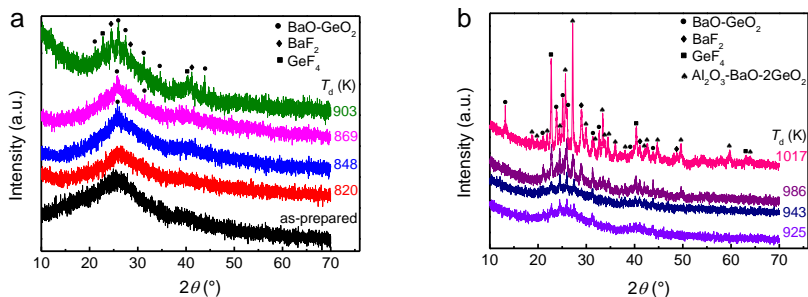 a
BaO-GeO₂
BaF₂
GeF₄
T_d (K)
903
869
848
820
as-prepared
Intensity (a.u.)
10 20 30 40 50 60 70
2θ (°)
b
BaO-GeO₂
BaF₂
GeF₄
Al₂O₃-BaO-2GeO₂
T_d (K)
1017
986
943
925
Intensity (a.u.)
10 20 30 40 50 60 70
2θ (°)